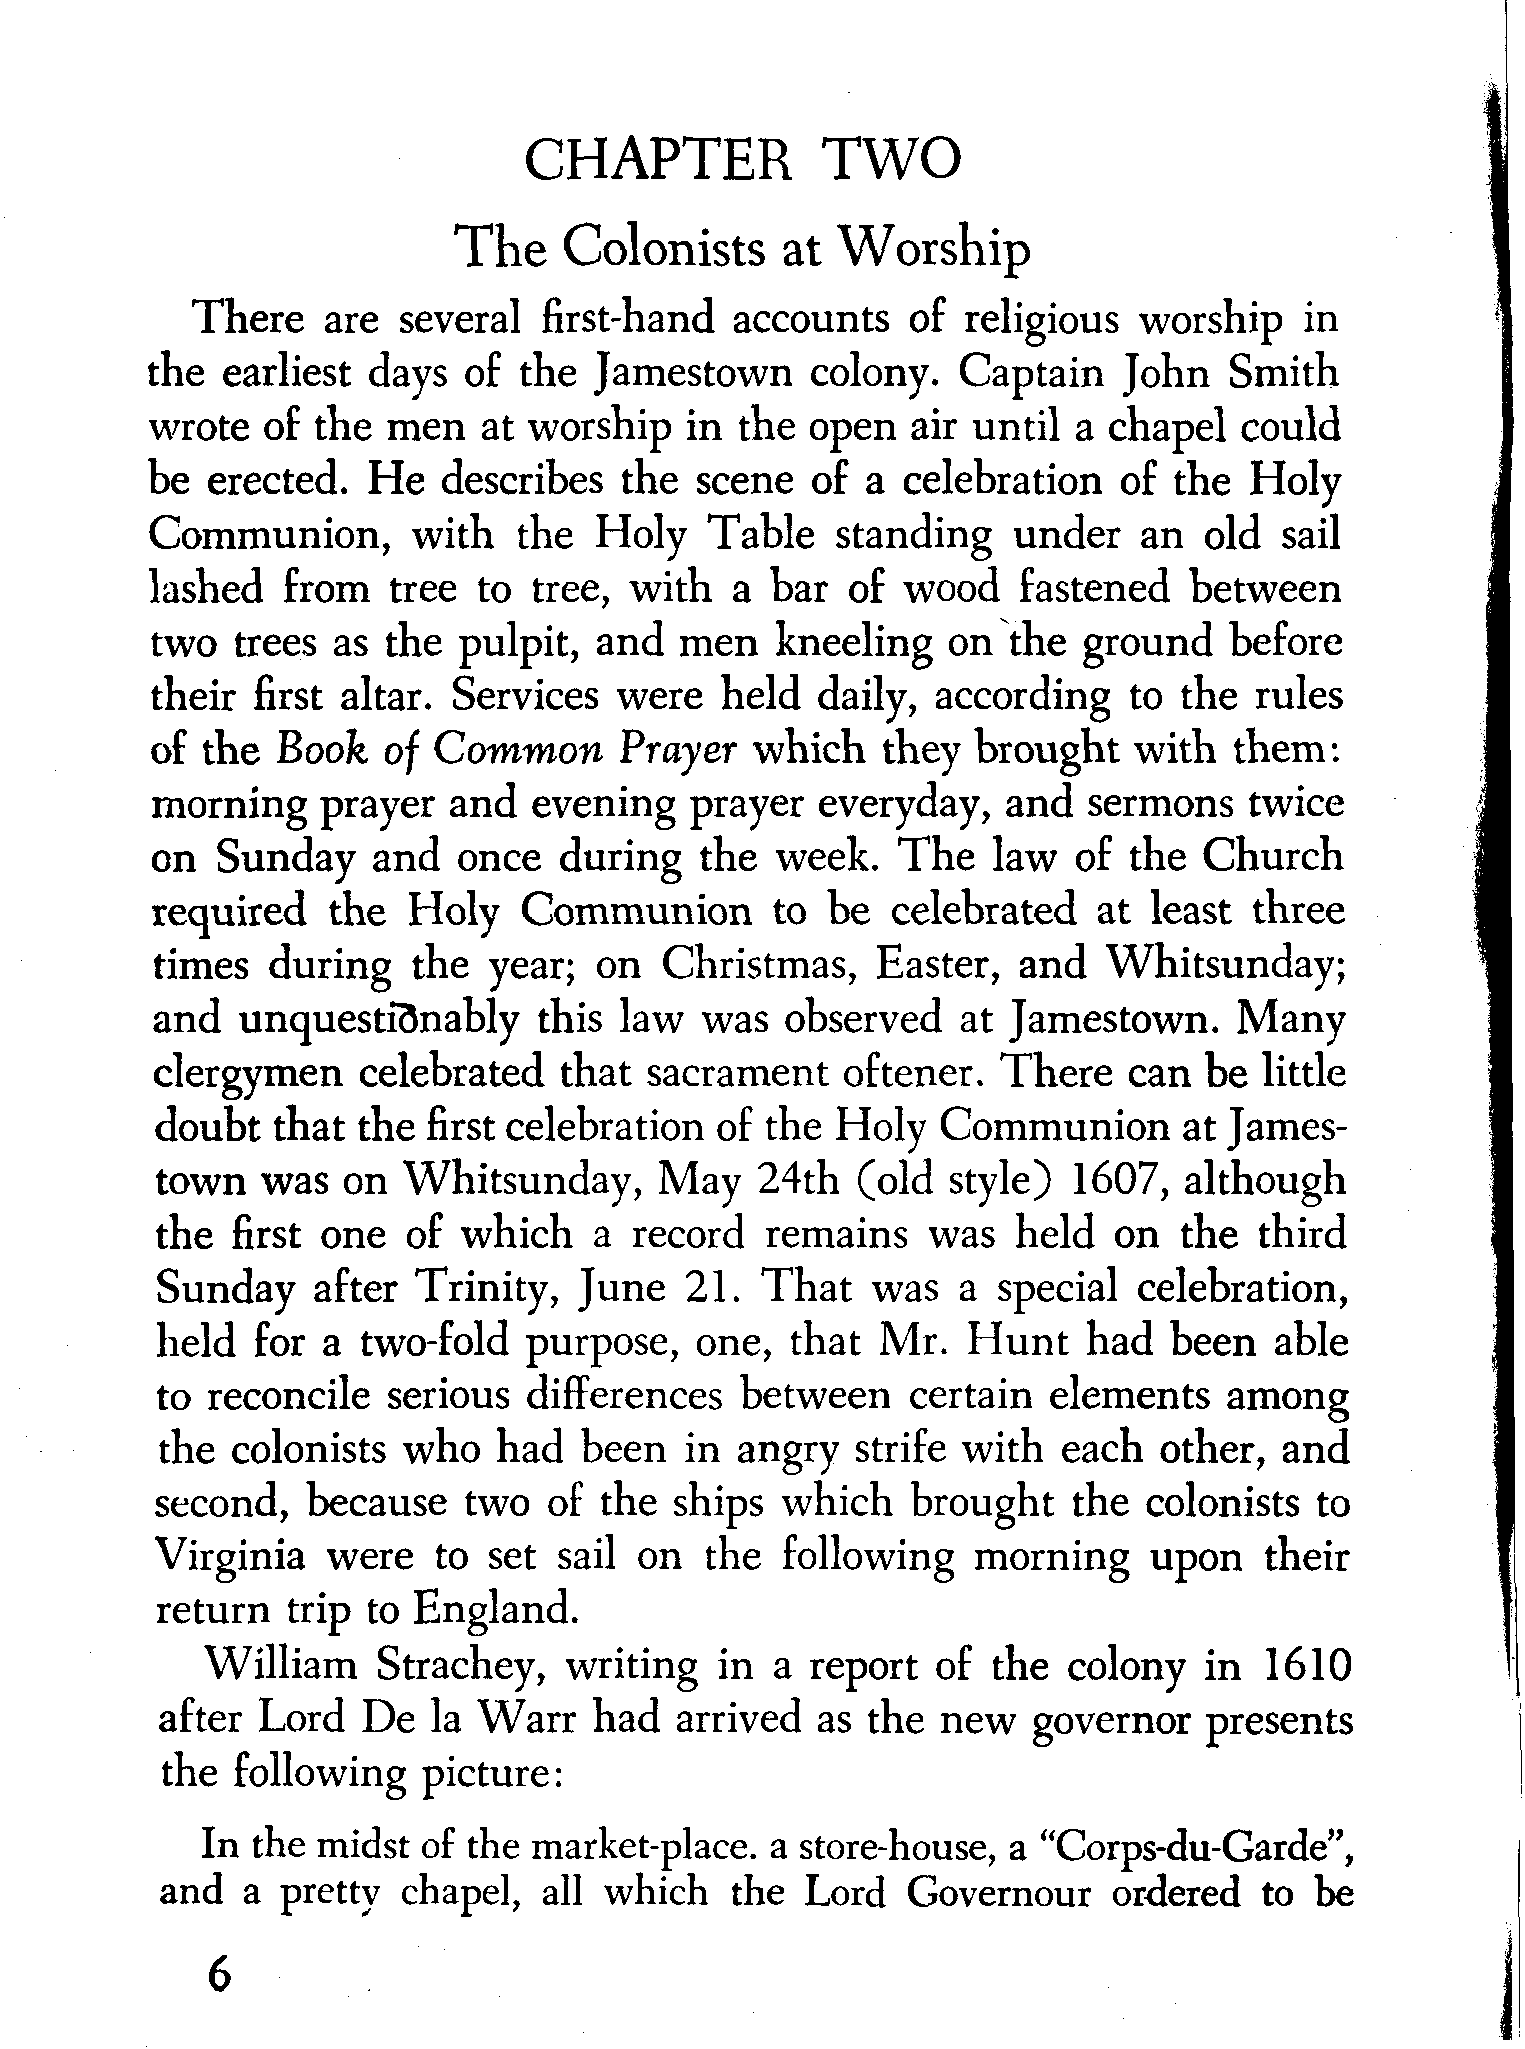 CHAPTER TWO
The Colonists at Worship
There are several first-hand accounts of religious worship in
the earliest days of the Jamestown colony. Captain John Smith
wrote of the men at worship in the open air until a chapel could
be erected. He describes the scene of a celebration of the Holy
Communion, with the Holy Table standing under an old sail
lashed from tree to tree, with a bar of wood fastened between
two trees as the pulpit, and men kneeling on the ground before
their first altar. Services were held daily, according to the rules
of the Book of Common Prayer which they brought with them:
morning prayer and evening prayer everyday, and sermons twice
on Sunday and once during the week. The law of the Church
required the Holy Communion to be celebrated at least three
times during the year; on Christmas, Easter, and Whitsunday;
and unquestionably this law was observed at Jamestown. Many
clergymen celebrated that sacrament oftener. There can be little
doubt that the first celebration of the Holy Communion at James-
town was on Whitsunday, May 24th (old style) 1607, although
the first one of which a record remains was held on the third
Sunday after Trinity, June 21. That was a special celebration,
held for a two-fold purpose, one, that Mr. Hunt had been able
to reconcile serious differences between certain elements among
the colonists who had been in angry strife with each other, and
second, because two of the ships which brought the colonists to
Virginia were to set sail on the following morning upon their
return trip to England.
William Strachey, writing in a report of the colony in 1610
after Lord De la Warr had arrived as the new governor presents
the following picture:
In the midst of the market-place. a store-house, a “Corps-du-Garde”,
and a pretty chapel, all which the Lord Governour ordered to be
6